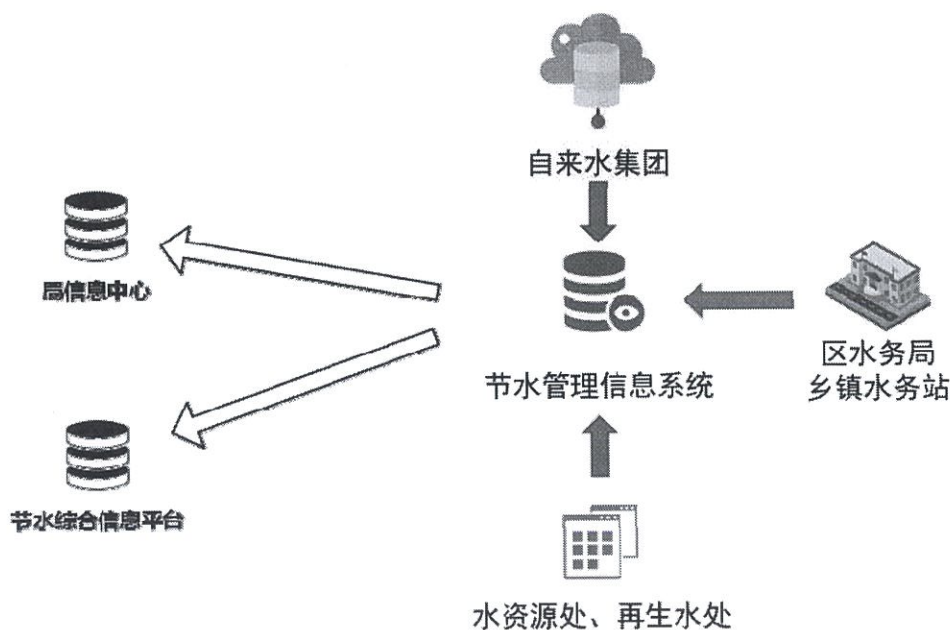 自来水集团
局信息中心
区水务局
乡镇水务站
节水管理信息系统
节水综合信息平台
水资源处、再生水处